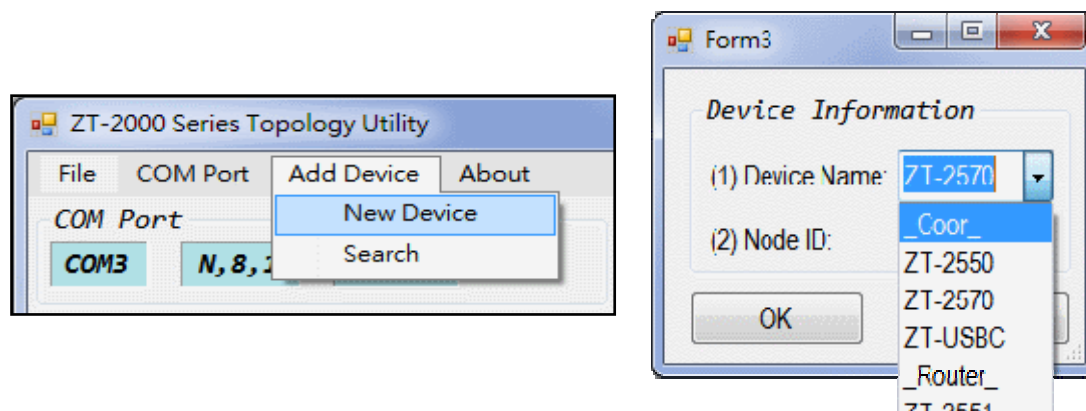 ZT-2000 Series Topology Utility
File COM Port Add Device About
New Device
Search
COM Port
COM3 N,8,
Form3
Device Information
(1) Device Name: ZT-2570
_Coor_
ZT-2550
ZT-2570
ZT-USBC
_Router_
ZT-2551
(2) Node ID:
OK